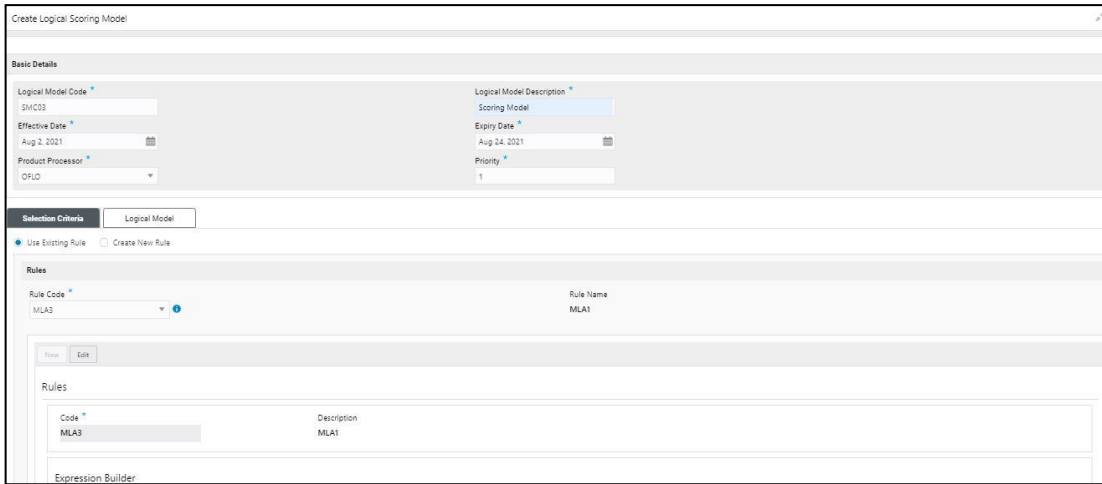 Create Logical Scoring Model
Basic Details
Logical Model Code *
Logical Model Description *
SMC03
Scoring Model
Effective Date *
Expiry Date *
Aug 2, 2021
Aug 24, 2021
Product Processor *
Priority *
OFLO
1
Selection Criteria
Logical Model
Use Existing Rule
Create New Rule
Rules
Rule Code *
Rule Name
MLA3
MLA1
New
Edit
Rules
Code *
Description
MLA3
MLA1
Expression Builder